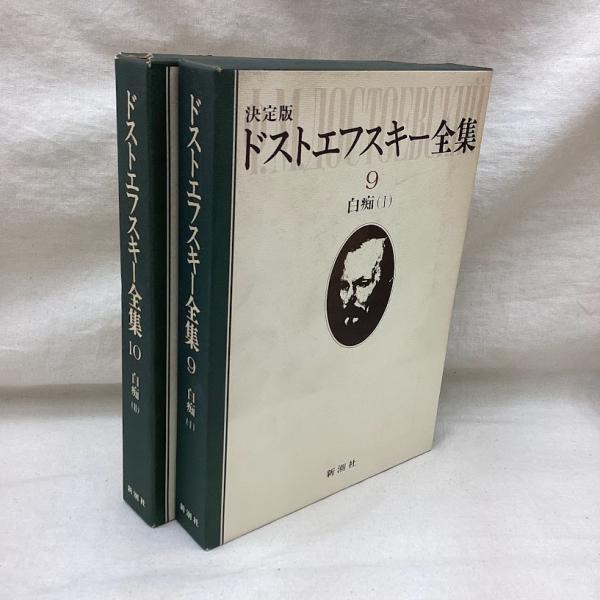 決定版
Ф.М.ДОСТОЕВСКИЙ
ドストエフスキー全集
9
白痴(I)
新潮社
ドストエフスキー全集 9
白痴
(I)
新潮社
ドストエフスキー全集 10
白痴
(II)
新潮社